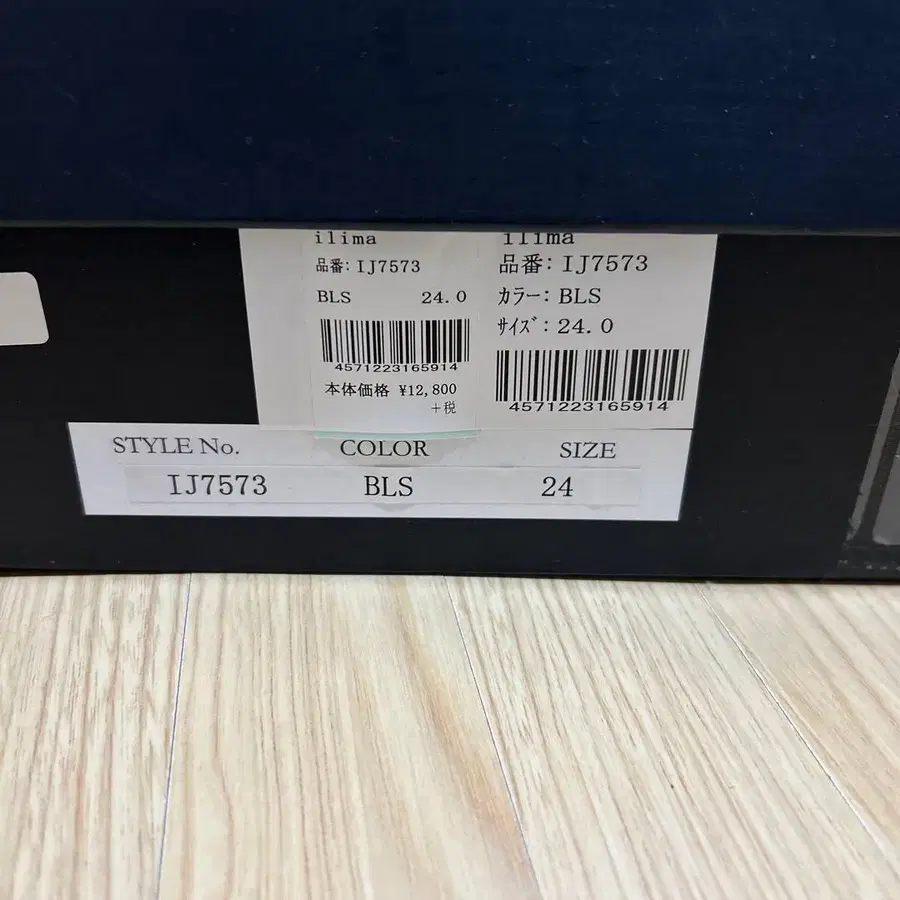 ilima
品番: IJ7573
BLS 24.0
4571223165914
本体価格 ¥12,800
+税
ilima
品番: IJ7573
カラー: BLS
サイズ: 24.0
4571223165914
STYLE No. COLOR SIZE
IJ7573 BLS 24